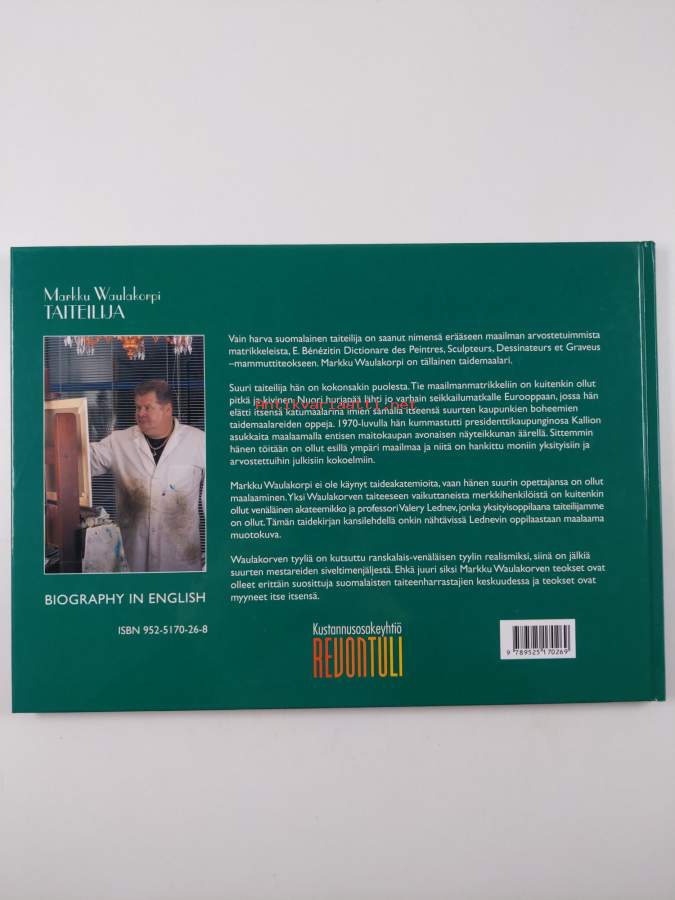 Markku Waulakorpi
TAITEILIJA
Vain harva suomalainen taiteilija on saanut nimensä erääseen maailman arvostetuimmista
matrikkeleista, E. Bénézitin Dictionare des Peintres, Sculpteurs, Dessinateurs et Graveus
–mammuttiteokseen. Markku Waulakorpi on tällainen taidemaalari.
Suuri taiteilija hän on kokonsakin puolesta. Tie maailmanmatrikkeliin on kuitenkin ollut
pitkä ja kivinen. Nuori hurjapää lähti jo varhain seikkailumatkalle Eurooppaan, jossa hän
elätti itsensä katumaalarina imien samalla itseensä suurten kaupunkien boheemien
taidemaalareiden oppeja. 1970-luvulla hän kummastutti presidenttikaupunginosa Kallion
asukkaita maalaamalla entisen maitokaupan avonaisen näyteikkunan äärellä. Sittemmin
hänen töitään on ollut esillä ympäri maailmaa ja niitä on hankittu moniin yksityisiin ja
arvostettuihin julkisiin kokoelmiin.
Markku Waulakorpi ei ole käynyt taideakatemioita, vaan hänen suurin opettajansa on ollut
maalaaminen. Yksi Waulakorven taiteeseen vaikuttaneista merkkihenkilöistä on kuitenkin
ollut venäläinen akateemikko ja professori Valery Lednev, jonka yksityisoppilaana taiteilijamme
on ollut. Tämän taidekirjan kansilehdellä onkin nähtävissä Lednevin oppilaastaan maalaama
muotokuva.
Waulakorven tyyliä on kutsuttu ranskalais-venäläisen tyylin realismiksi, siinä on jälkiä
suurten mestareiden siveltimenjäljestä. Ehkä juuri siksi Markku Waulakorven teokset ovat
olleet erittäin suosittuja suomalaisten taiteenharrastajien keskuudessa ja teokset ovat
myyneet itse itsensä.
BIOGRAPHY IN ENGLISH
ISBN 952-5170-26-8
Kustannusosakeyhtiö
REVONTULI
9 789525 170269
Antikvariaatti.net